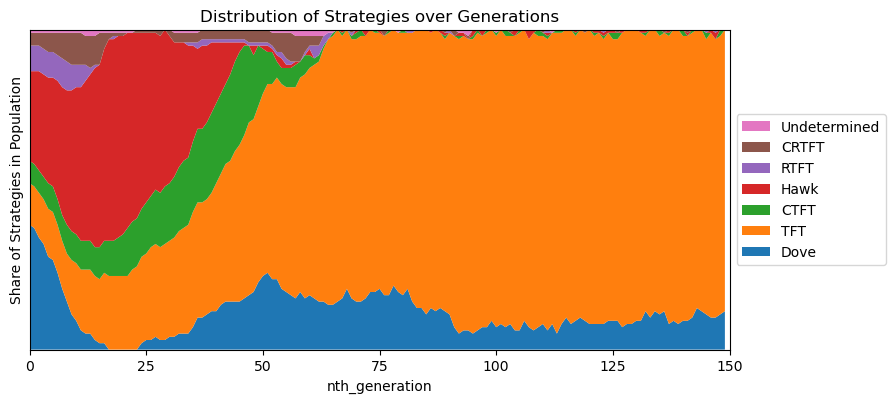 Distribution of Strategies over Generations
Share of Strategies in Population
Undetermined
CRTFT
RTFT
Hawk
CTFT
TFT
Dove
0
25
50
75
100
125
150
nth_generation